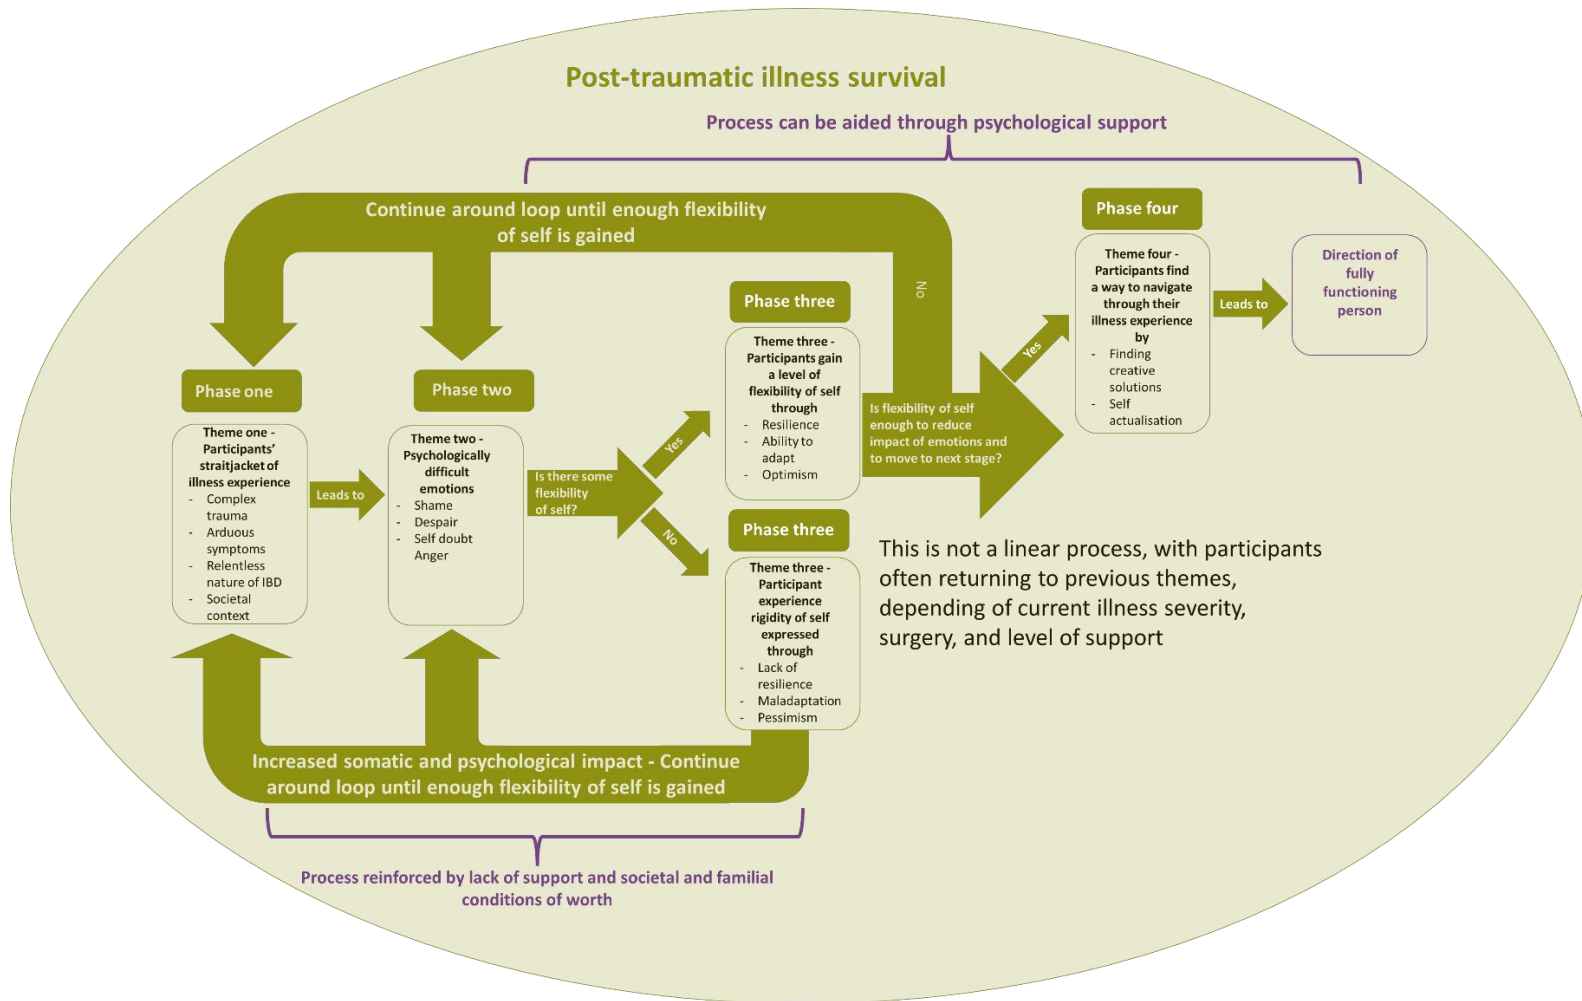 Post-traumatic illness survival
Process can be aided through psychological support
Continue around loop until enough flexibility
of self is gained
Phase one
Theme one -
Participants’
straitjacket of
illness experience
- Complex
trauma
- Arduous
symptoms
- Relentless
nature of IBD
- Societal
context
Leads to
Phase two
Theme two -
Psychologically
difficult
emotions
- Shame
- Despair
- Self doubt
Anger
Is there some
flexibility
of self?
Yes
No
Phase three
Theme three -
Participants gain
a level of
flexibility of self
through
- Resilience
- Ability to
adapt
- Optimism
Phase three
Theme three -
Participant
experience
rigidity of self
expressed
through
- Lack of
resilience
- Maladaptation
- Pessimism
Is flexibility of self
enough to reduce
impact of emotions and
to move to next stage?
No
Yes
Phase four
Theme four -
Participants find
a way to navigate
through their
illness experience
by
- Finding
creative
solutions
- Self
actualisation
Leads to
Direction of
fully
functioning
person
This is not a linear process, with participants
often returning to previous themes,
depending of current illness severity,
surgery, and level of support
Increased somatic and psychological impact - Continue
around loop until enough flexibility of self is gained
Process reinforced by lack of support and societal and familial
conditions of worth